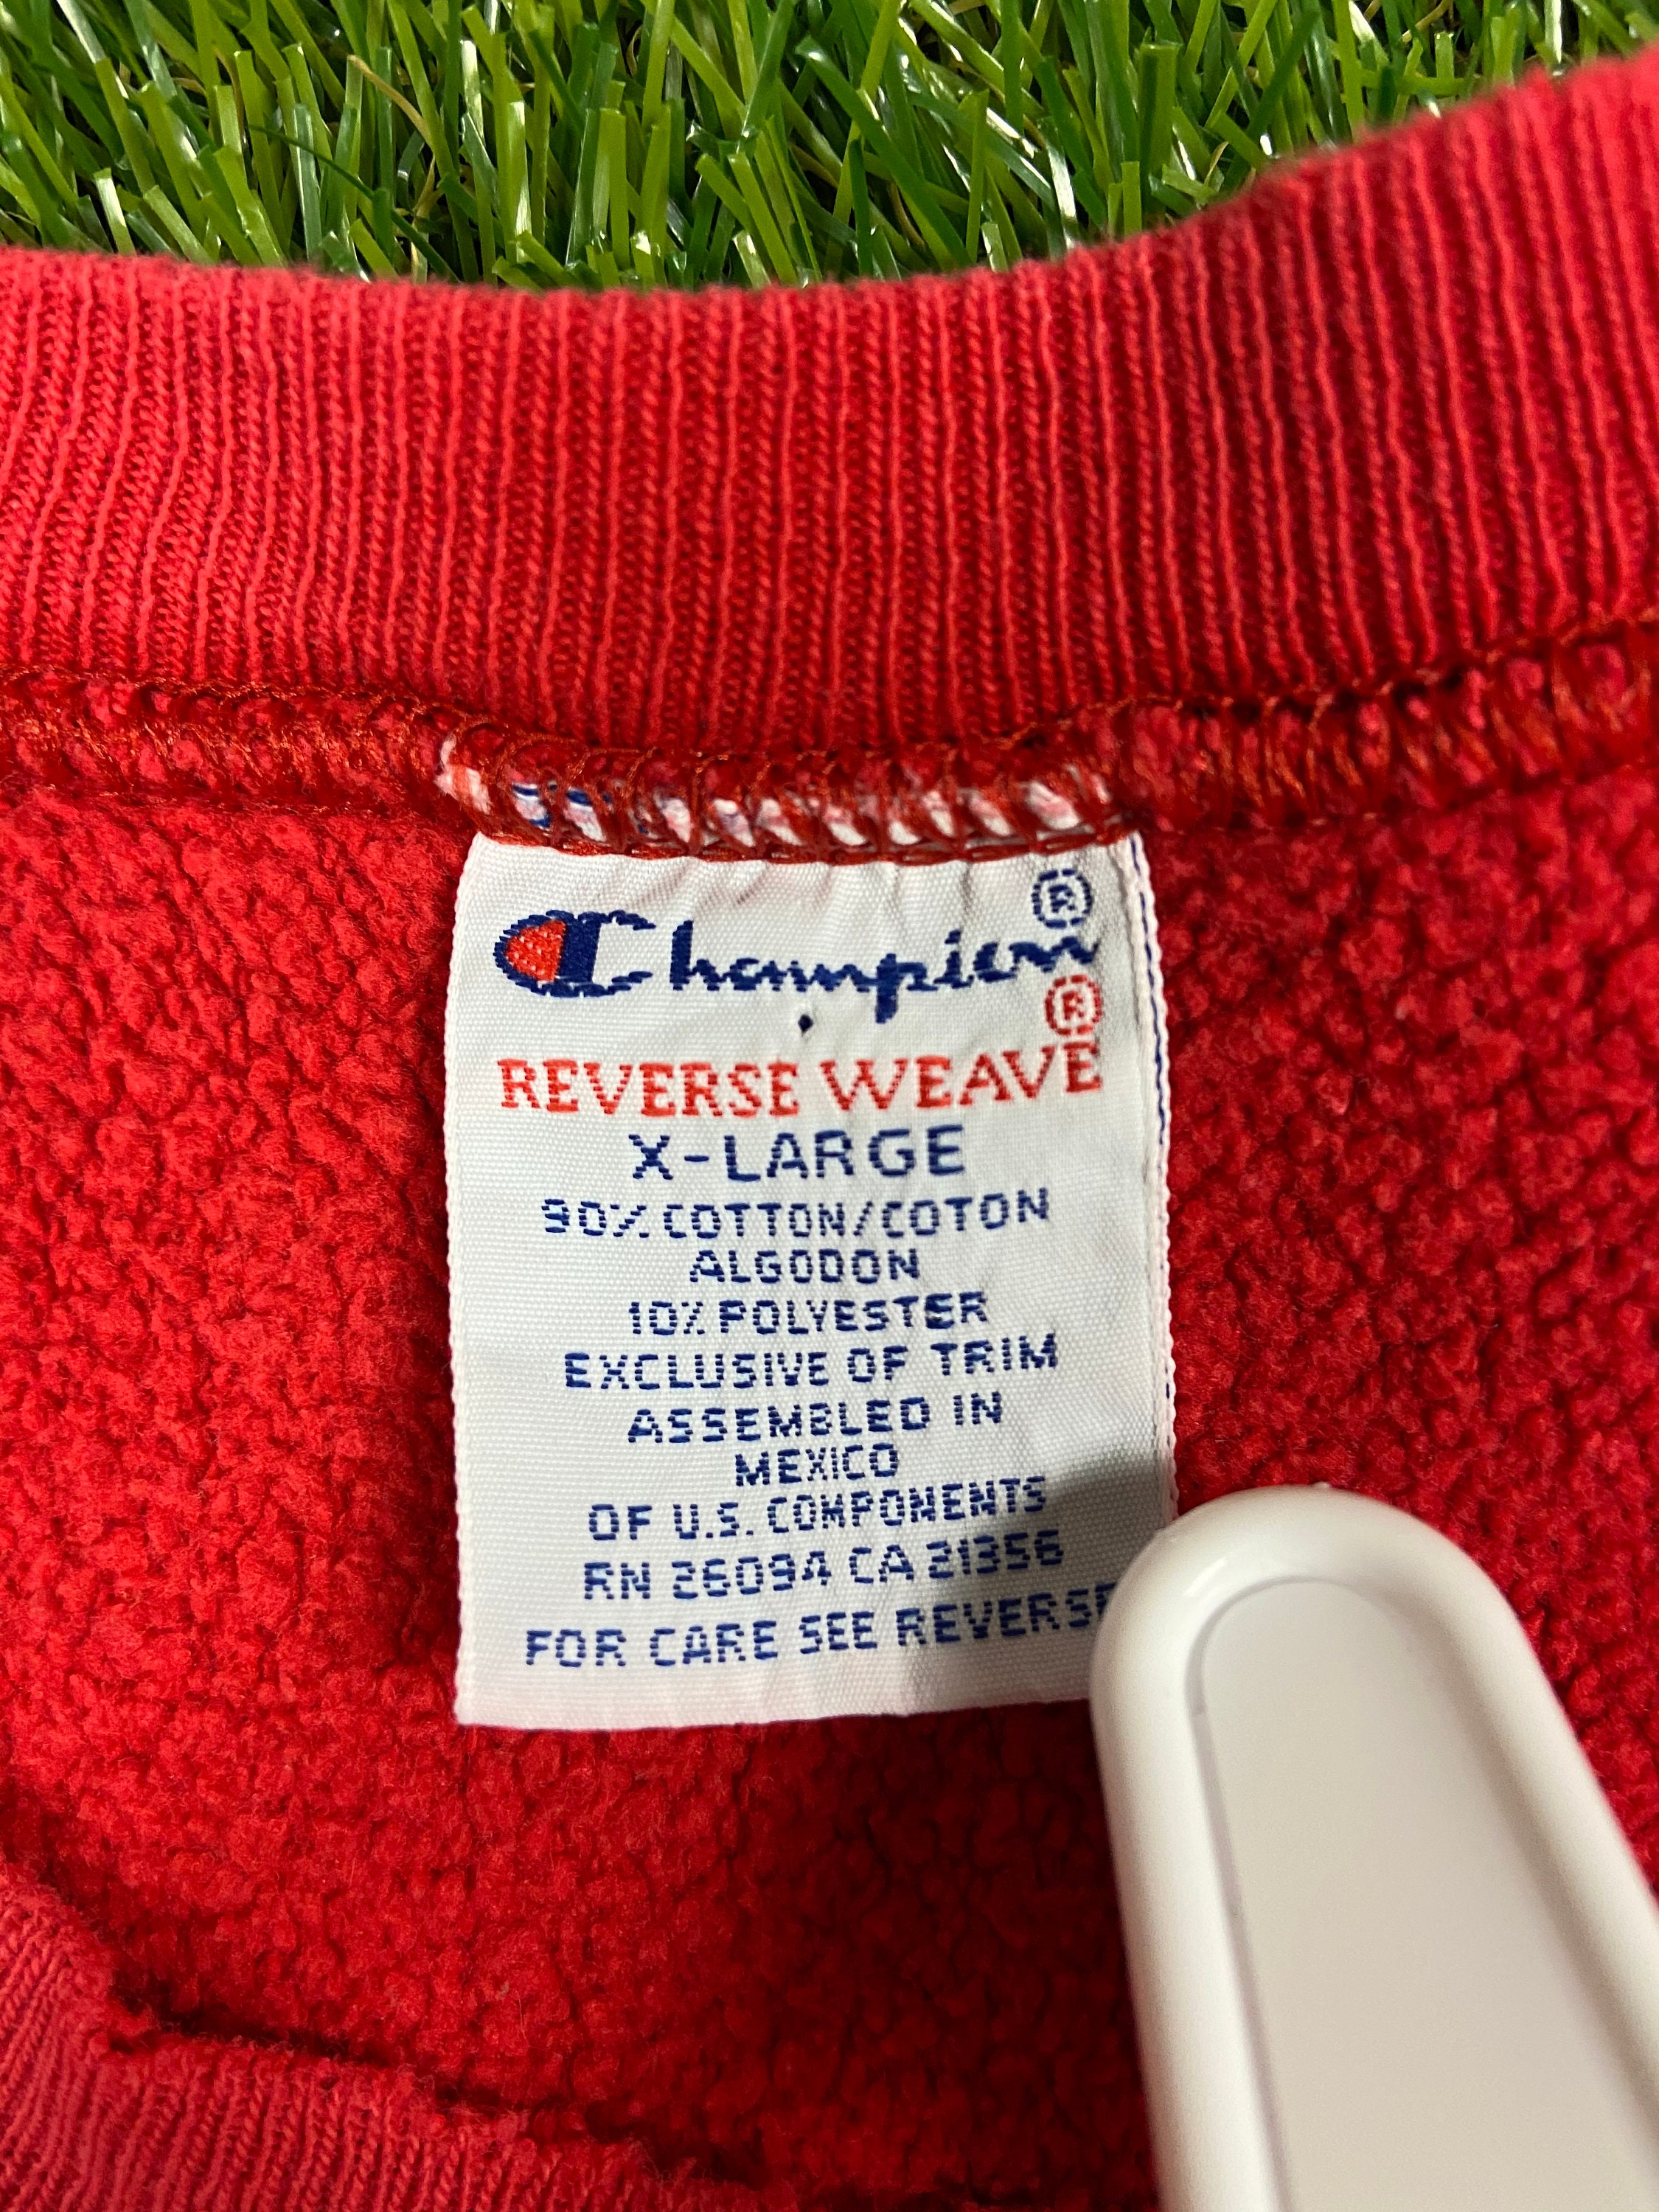 Champion ®
REVERSE WEAVE ®
X-LARGE
90% COTTON/COTON
ALGODON
10% POLYESTER
EXCLUSIVE OF TRIM
ASSEMBLED IN
MEXICO
OF U.S. COMPONENTS
RN 26094 CA 21356
FOR CARE SEE REVERSE